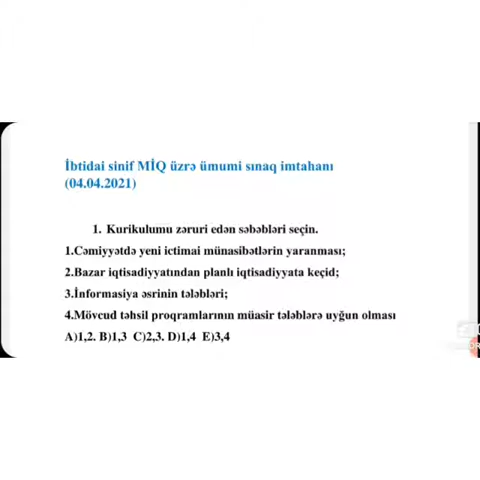 İbtidai sinif MİQ üzrə ümumi sınaq imtahanı
(04.04.2021)
1. Kurikulumu zəruri edən səbəbləri seçin.
1.Cəmiyyətdə yeni ictimai münasibətlərin yaranması;
2.Bazar iqtisadiyyatından planlı iqtisadiyyata keçid;
3.İnformasiya əsrinin tələbləri;
4.Mövcud təhsil proqramlarının müasir tələblərə uyğun olması
A)1,2. B)1,3 C)2,3. D)1,4 E)3,4